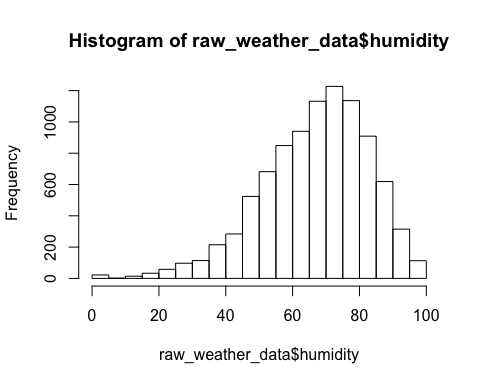 Histogram of raw_weather_data$humidity
Frequency
1000
600
200
0
0 20 40 60 80 100
raw_weather_data$humidity